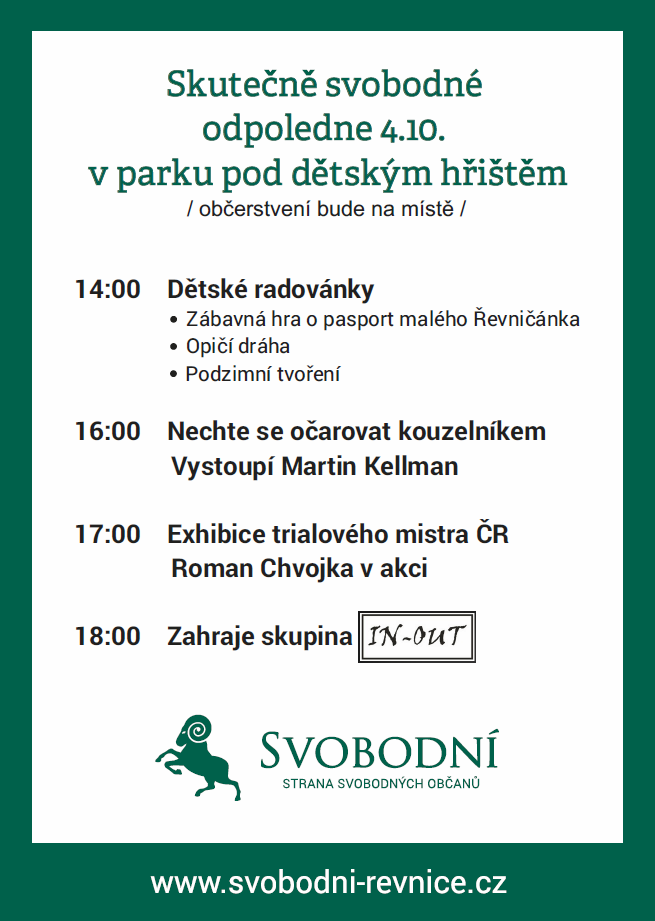 Skutečně svobodné
odpoledne 4.10.
v parku pod dětským hřištěm
/ občerstvení bude na místě /
14:00 Dětské radovánky
• Zábavná hra o pasport malého Řevničánka
• Opičí dráha
• Podzimní tvoření
16:00 Nechte se očarovat kouzelníkem
Vystoupí Martin Kellman
17:00 Exhibice trialového mistra ČR
Roman Chvojka v akci
18:00 Zahraje skupina IN-OUT
SVOBODNÍ
STRANA SVOBODNÝCH OBČANŮ
www.svobodni-revnice.cz